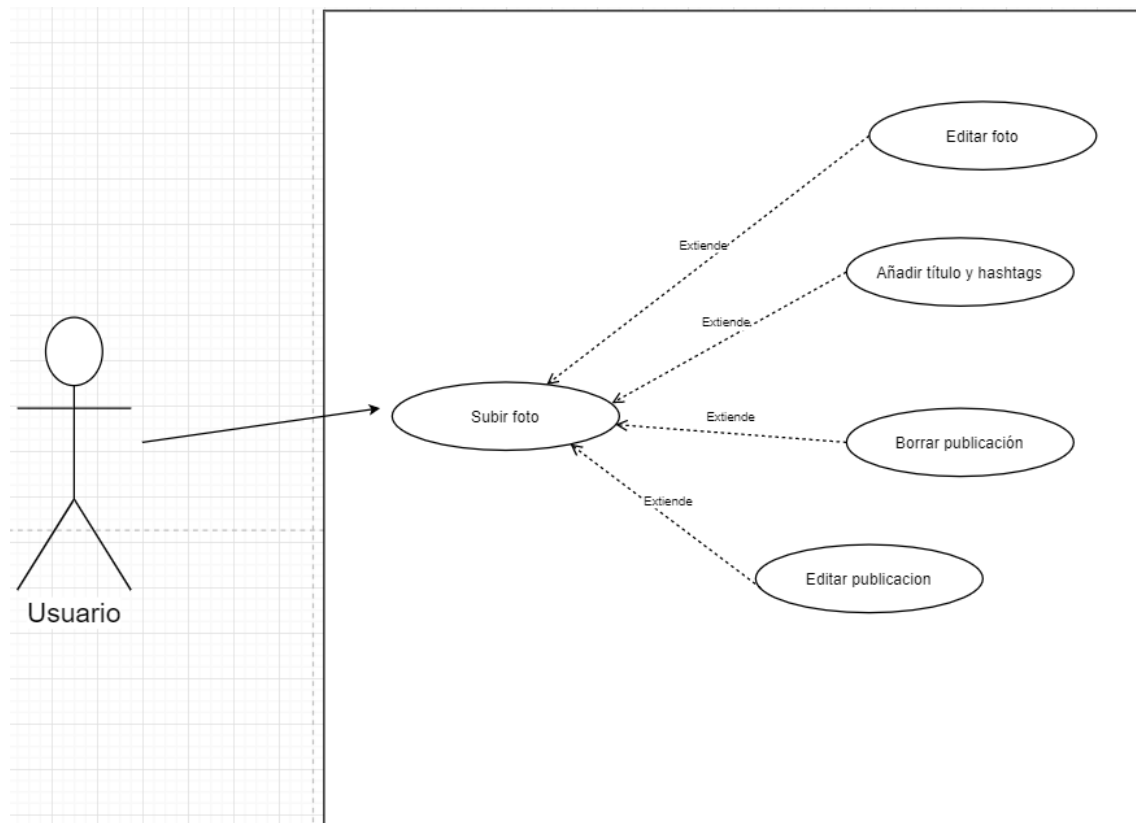 Editar foto
Extiende
Añadir título y hashtags
Extiende
Subir foto
Extiende
Borrar publicación
Extiende
Editar publicacion
Usuario